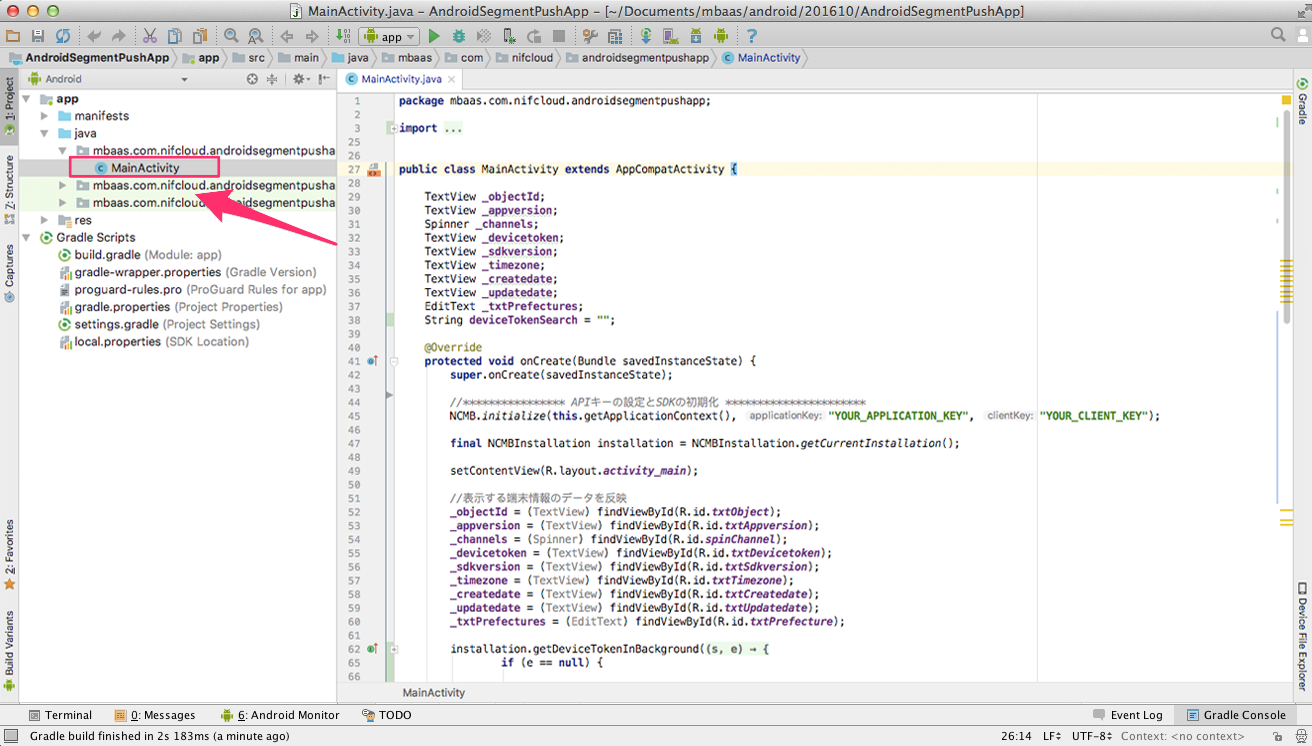 MainActivity.java – AndroidSegmentPushApp – [~/Documents/mbaas/android/201610/AndroidSegmentPushApp]
app
AndroidSegmentPushApp app src main java mbaas com nifcloud androidsegmentpushapp MainActivity
1: Project
Z: Structure
Captures
2: Favorites
Build Variants
Android
app
manifests
java
mbaas.com.nifcloud.androidsegmentpusha
MainActivity
mbaas.com.nifcloud.androidsegmentpusha
mbaas.com.nifcloud.androidsegmentpusha
res
Gradle Scripts
build.gradle (Module: app)
gradle-wrapper.properties (Gradle Version)
proguard-rules.pro (ProGuard Rules for app)
gradle.properties (Project Properties)
settings.gradle (Project Settings)
local.properties (SDK Location)
MainActivity.java
1 package mbaas.com.nifcloud.androidsegmentpushapp;
2
3 import ...
25
26
27 public class MainActivity extends AppCompatActivity {
28
29 TextView _objectId;
30 TextView _appversion;
31 Spinner _channels;
32 TextView _devicetoken;
33 TextView _sdkversion;
34 TextView _timezone;
35 TextView _createdate;
36 TextView _updatedate;
37 EditText _txtPrefectures;
38 String deviceTokenSearch = "";
39
40 @Override
41 protected void onCreate(Bundle savedInstanceState) {
42 super.onCreate(savedInstanceState);
43
44 //**************** APIキーの設定とSDKの初期化 **********************
45 NCMB.initialize(this.getApplicationContext(), applicationKey: "YOUR_APPLICATION_KEY", clientKey: "YOUR_CLIENT_KEY");
46
47 final NCMBInstallation installation = NCMBInstallation.getCurrentInstallation();
48
49 setContentView(R.layout.activity_main);
50
51 //表示する端末情報のデータを反映
52 _objectId = (TextView) findViewById(R.id.txtObject);
53 _appversion = (TextView) findViewById(R.id.txtAppversion);
54 _channels = (Spinner) findViewById(R.id.spinChannel);
55 _devicetoken = (TextView) findViewById(R.id.txtDevicetoken);
56 _sdkversion = (TextView) findViewById(R.id.txtSdkversion);
57 _timezone = (TextView) findViewById(R.id.txtTimezone);
58 _createdate = (TextView) findViewById(R.id.txtCreatedate);
59 _updatedate = (TextView) findViewById(R.id.txtUpdatedate);
60 _txtPrefectures = (EditText) findViewById(R.id.txtPrefecture);
61
62 installation.getDeviceTokenInBackground((s, e) → {
65 if (e == null) {
66
MainActivity
Gradle
Device File Explorer
Terminal 0: Messages 6: Android Monitor TODO Event Log Gradle Console
Gradle build finished in 2s 183ms (a minute ago) 26:14 LF÷ UTF-8÷ Context: <no context>